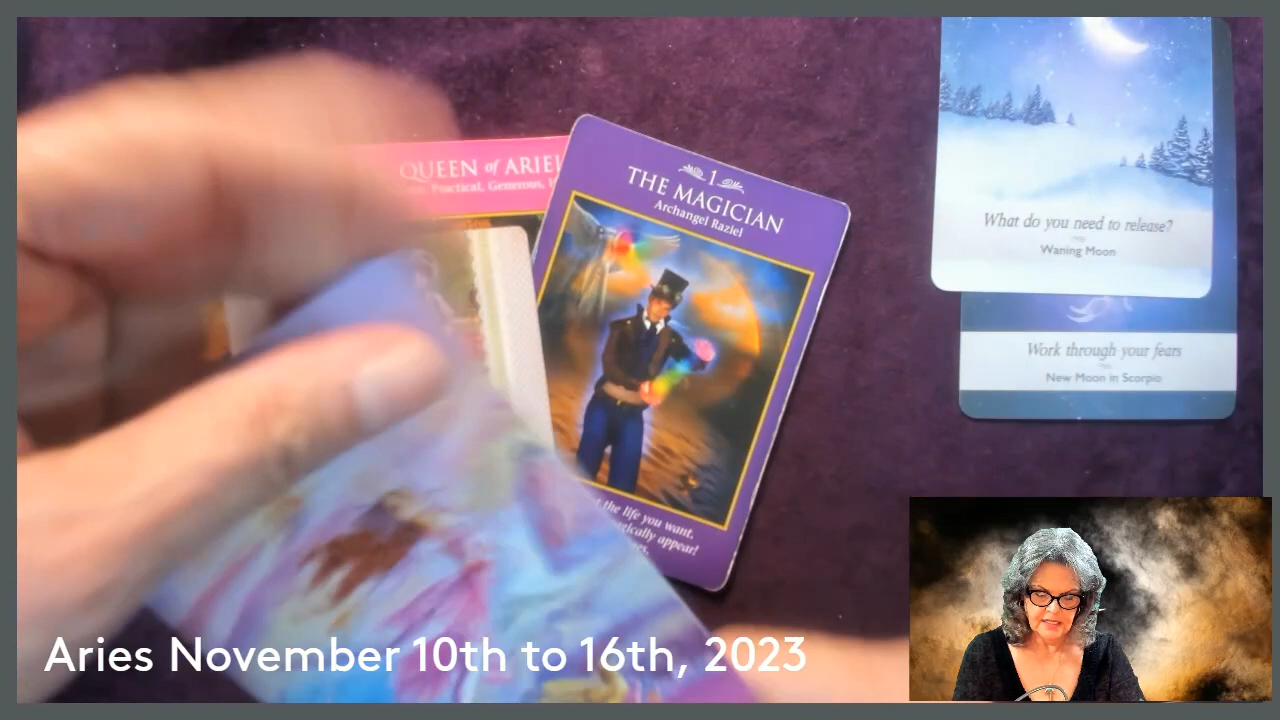 QUEEN of ARIEL
Practical, Generous,
1
THE MAGICIAN
Archangel Raziel
the life you want.
magically appear!
What do you need to release?
Waning Moon
Work through your fears
New Moon in Scorpio
Aries November 10th to 16th, 2023